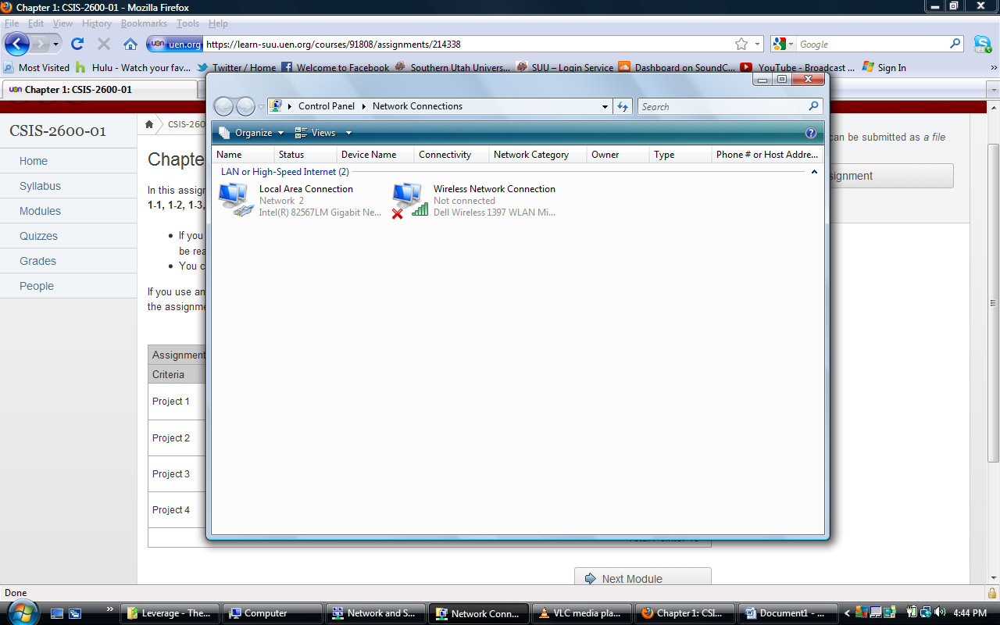 Chapter 1: CSIS-2600-01 - Mozilla Firefox
File Edit View History Bookmarks Tools Help
uen uen.org https://learn-suu.uen.org/courses/91808/assignments/214338
Google
Most Visited Hulu - Watch your fav... Twitter / Home Welcome to Facebook Southern Utah Univers... SUU – Login Service Dashboard on SoundC... YouTube - Broadcast ... Sign In »
uen Chapter 1: CSIS-2600-01
Control Panel Network Connections
Search
Organize Views
Name Status Device Name Connectivity Network Category Owner Type Phone # or Host Addre...
LAN or High-Speed Internet (2)
Local Area Connection
Network 2
Intel(R) 82567LM Gigabit Ne...
Wireless Network Connection
Not connected
Dell Wireless 1397 WLAN Mi...
CSIS-2600-01
Home
Syllabus
Modules
Quizzes
Grades
People
CSIS-260
Chapte
In this assign
1-1, 1-2, 1-3,
If you
be rea
You c
If you use an
the assignme
can be submitted as a file
signment
Assignment
Criteria
Project 1
Project 2
Project 3
Project 4
Next Module
Done
» Leverage - The... Computer Network and S... Network Conn... VLC media pla... Chapter 1: CSI... Document1 - ... < 4:44 PM